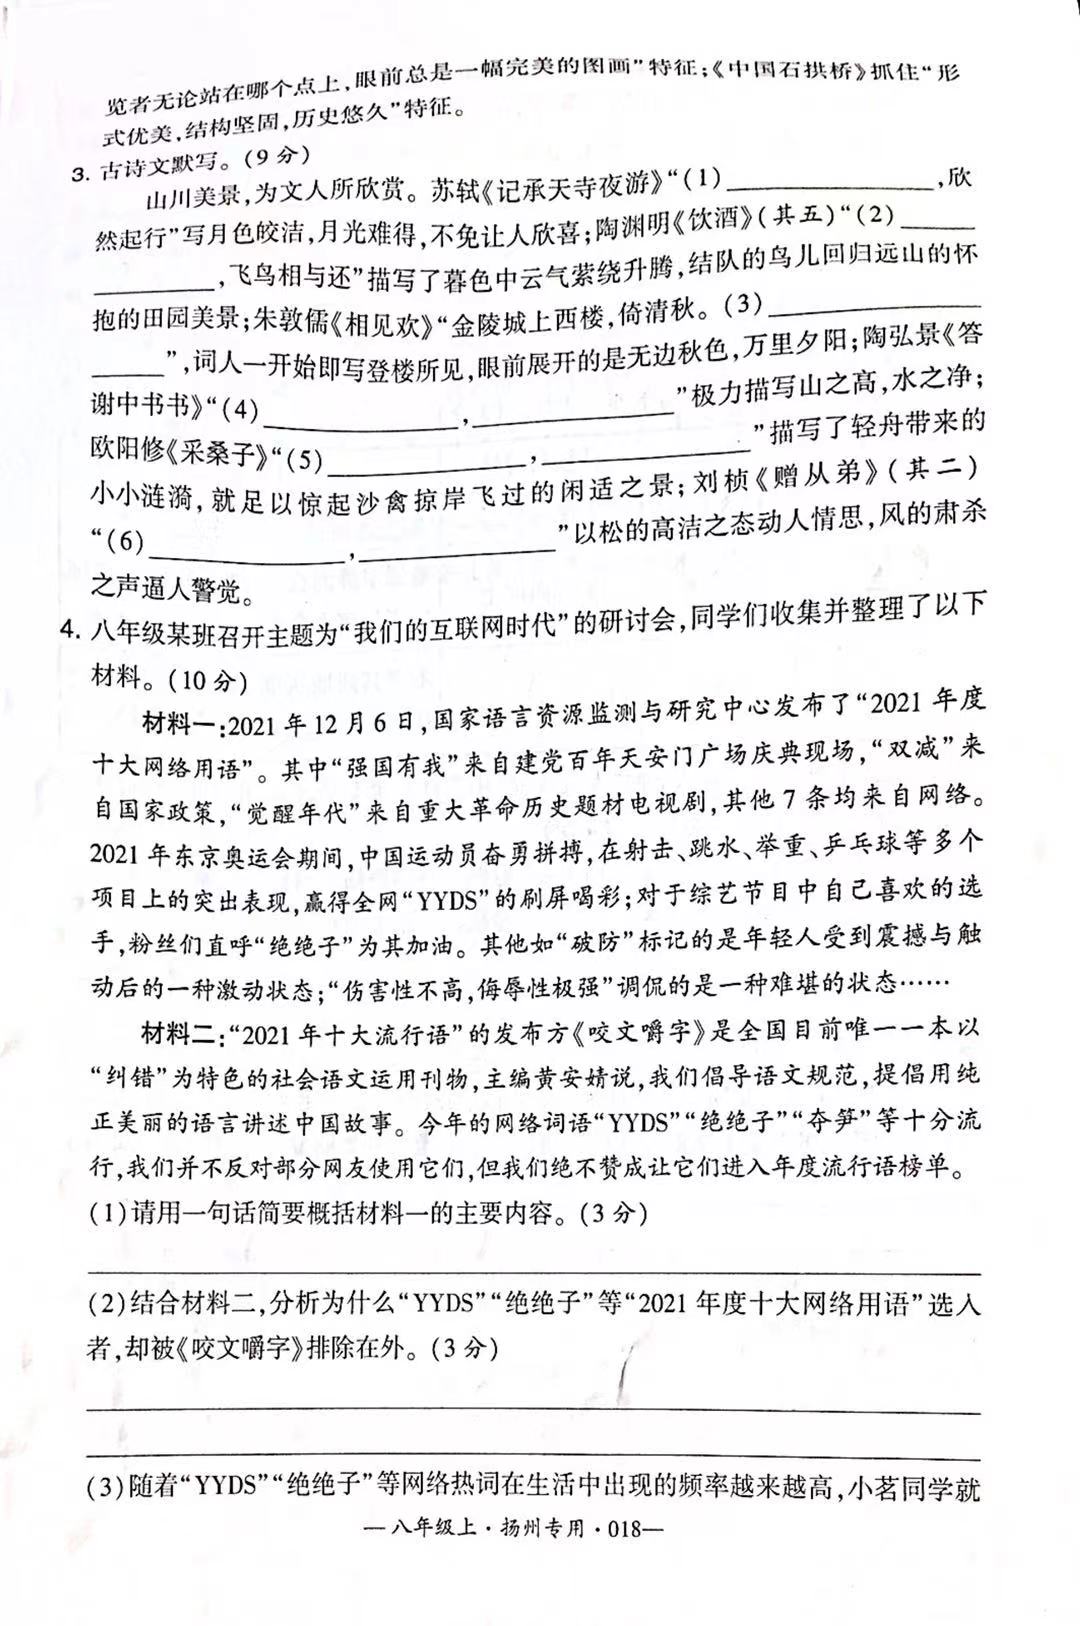 览者无论站在哪个点上,眼前总是一幅完美的图画”特征;《中国石拱桥》抓住“形
式优美,结构坚固,历史悠久”特征。
3. 古诗文默写。(9 分)
山川美景,为文人所欣赏。苏轼《记承天寺夜游》“(1)________,欣
然起行”写月色皎洁,月光难得,不免让人欣喜;陶渊明《饮酒》(其五)“(2)____
______,飞鸟相与还”描写了暮色中云气萦绕升腾,结队的鸟儿回归远山的怀
抱的田园美景;朱敦儒《相见欢》“金陵城上西楼,倚清秋。(3)________
____”,词人一开始即写登楼所见,眼前展开的是无边秋色,万里夕阳;陶弘景《答
谢中书书》“(4)________,________”极力描写山之高,水之净;
欧阳修《采桑子》“(5)________,________”描写了轻舟带来的
小小涟漪,就足以惊起沙禽掠岸飞过的闲适之景;刘桢《赠从弟》(其二)
“(6)________,________”以松的高洁之态动人情思,风的肃杀
之声逼人警觉。
4. 八年级某班召开主题为“我们的互联网时代”的研讨会,同学们收集并整理了以下
材料。(10 分)
材料一:2021 年 12 月 6 日,国家语言资源监测与研究中心发布了“2021 年度
十大网络用语”。其中“强国有我”来自建党百年天安门广场庆典现场,“双减”来
自国家政策,“觉醒年代”来自重大革命历史题材电视剧,其他 7 条均来自网络。
2021 年东京奥运会期间,中国运动员奋勇拼搏,在射击、跳水、举重、乒乓球等多个
项目上的突出表现,赢得全网“YYDS”的刷屏喝彩;对于综艺节目中自己喜欢的选
手,粉丝们直呼“绝绝子”为其加油。其他如“破防”标记的是年轻人受到震撼与触
动后的一种激动状态;“伤害性不高,侮辱性极强”调侃的是一种难堪的状态……
材料二:“2021 年十大流行语”的发布方《咬文嚼字》是全国目前唯一一本以
“纠错”为特色的社会语文运用刊物,主编黄安婧说,我们倡导语文规范,提倡用纯
正美丽的语言讲述中国故事。今年的网络词语“YYDS”“绝绝子”“夺笋”等十分流
行,我们并不反对部分网友使用它们,但我们绝不赞成让它们进入年度流行语榜单。
(1)请用一句话简要概括材料一的主要内容。(3 分)
(2)结合材料二,分析为什么“YYDS”“绝绝子”等“2021 年度十大网络用语”选入
者,却被《咬文嚼字》排除在外。(3 分)
(3)随着“YYDS”“绝绝子”等网络热词在生活中出现的频率越来越高,小茗同学就
—八年级上·扬州专用·018—